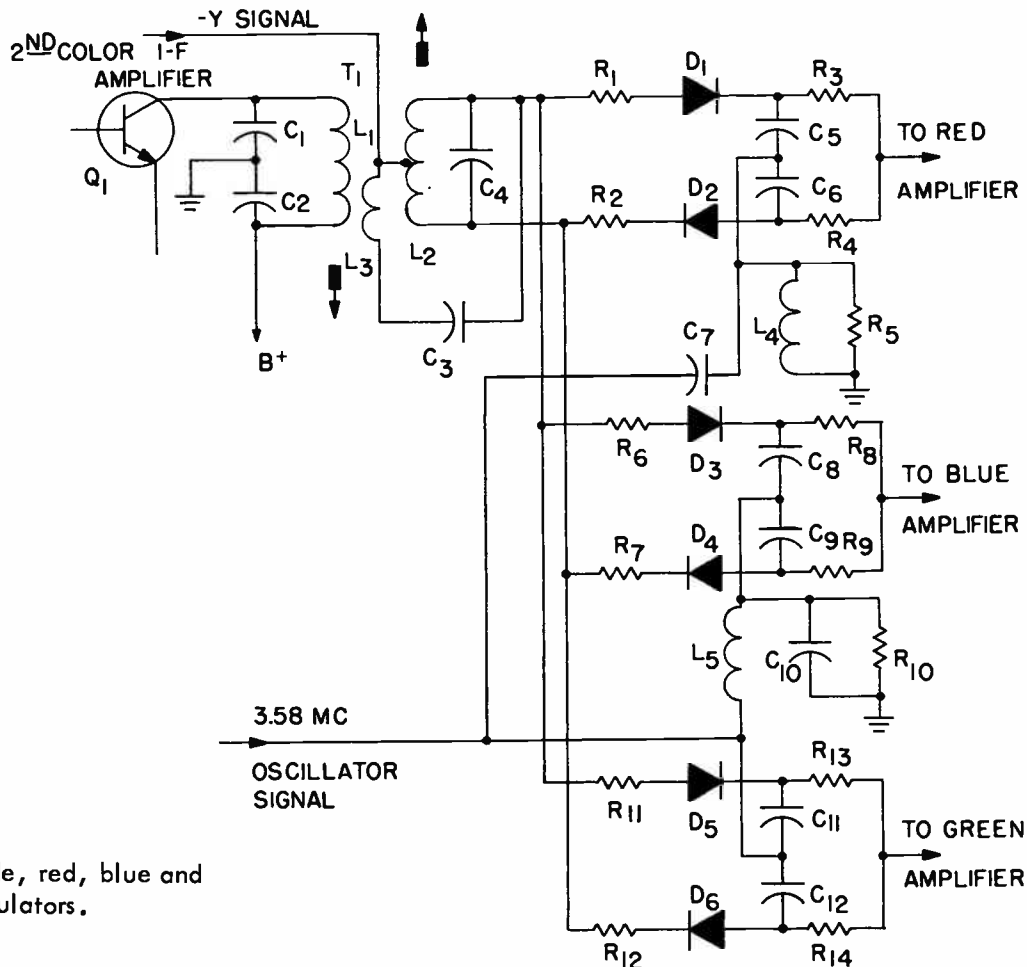 -Y SIGNAL
2ND COLOR I-F
AMPLIFIER
T1
Q1
C1
C2
L1
L3
L2
C4
C3
B+
R1
D1
R3
C5
TO RED
AMPLIFIER
R2
D2
C6
R4
C7
L4
R5
R6
D3
C8
R8
TO BLUE
AMPLIFIER
R7
D4
C9
R9
L5
C10
R10
3.58 MC
OSCILLATOR
SIGNAL
R11
D5
R13
C11
TO GREEN
AMPLIFIER
R12
D6
C12
R14
e, red, blue and
ulators.